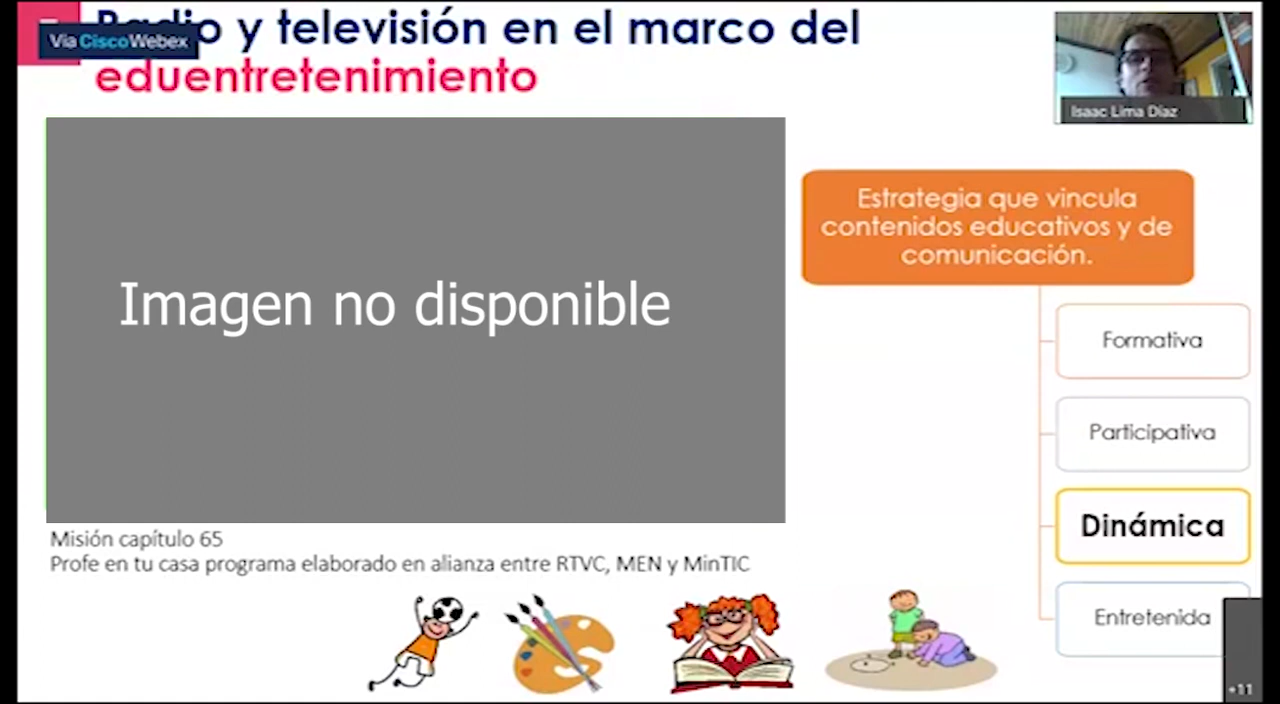 Radio y televisión en el marco del
Vía CiscoWebex
eduentretenimiento
Isaac Lima Díaz
Imagen no disponible
Estrategia que vincula
contenidos educativos y de
comunicación.
Formativa
Participativa
Dinámica
Entretenida
Misión capítulo 65
Profe en tu casa programa elaborado en alianza entre RTVC, MEN y MinTIC
+11